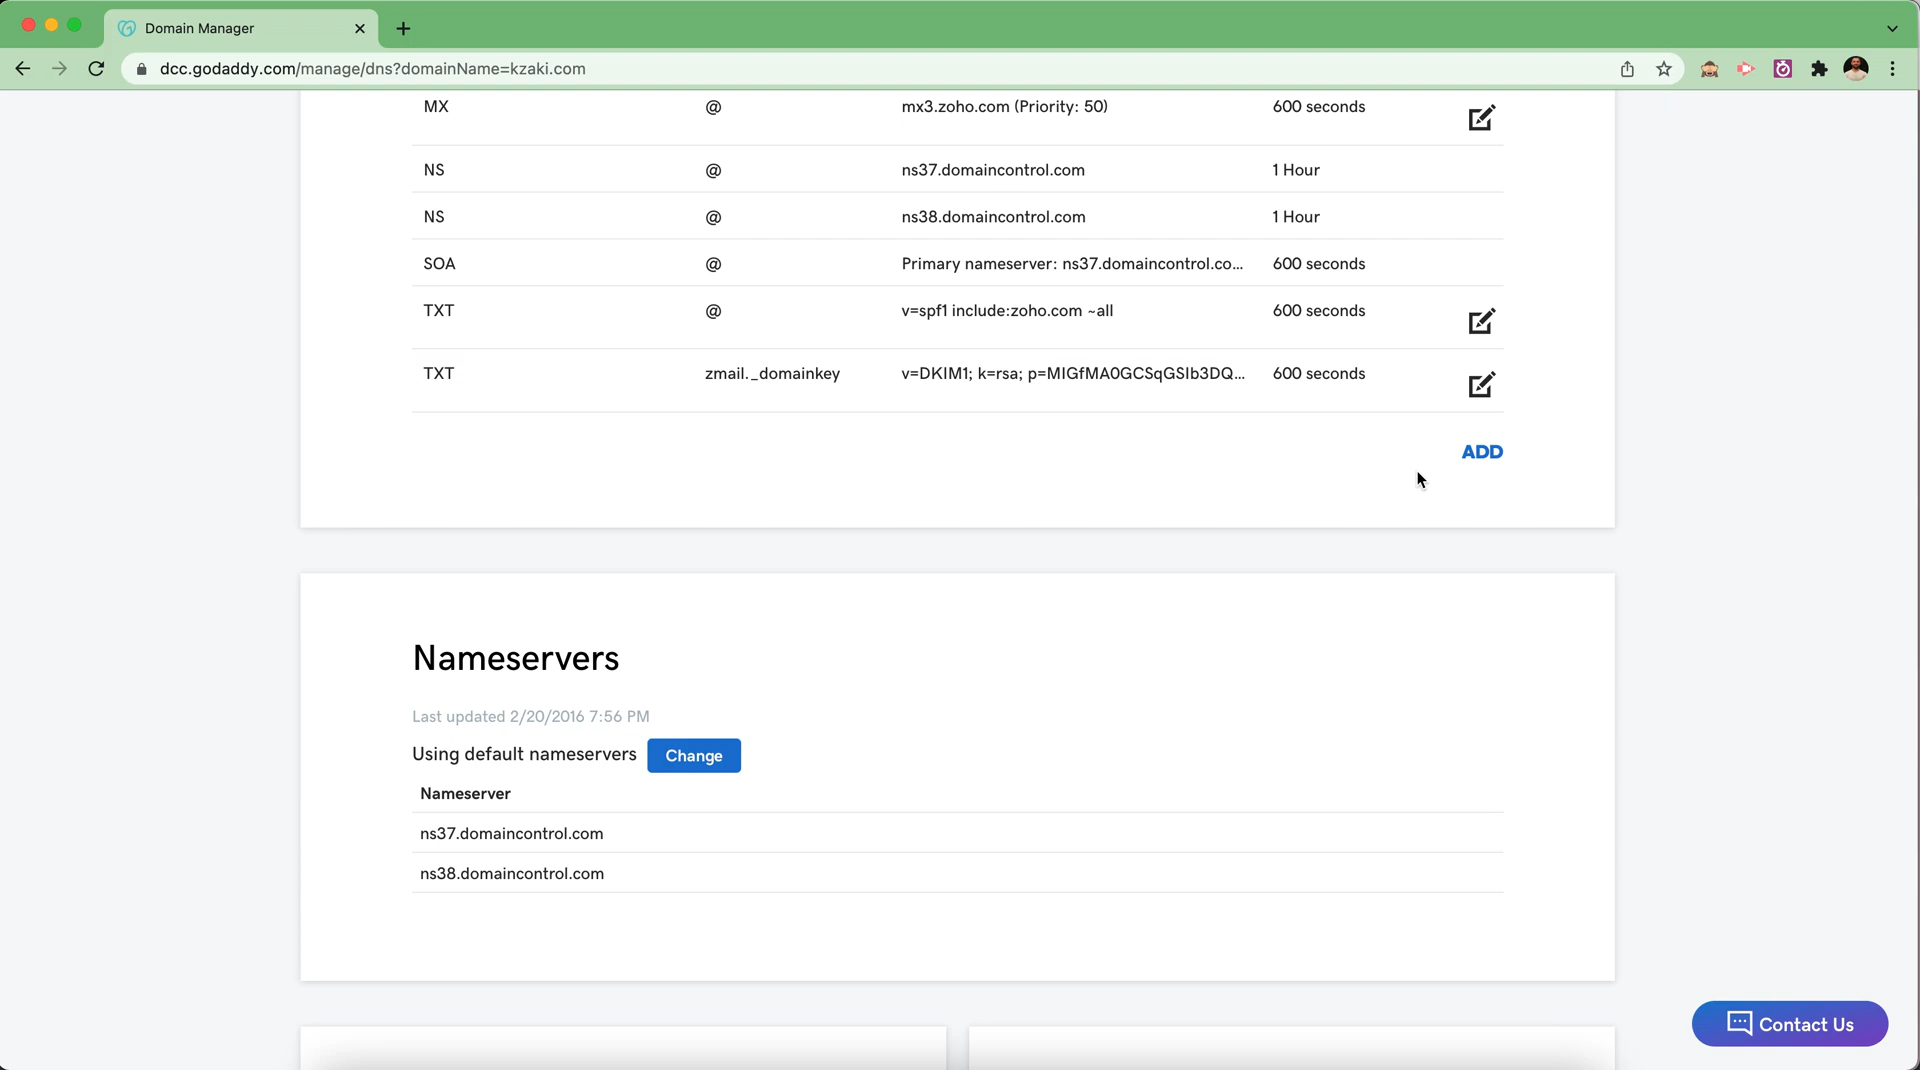 Domain Manager
dcc.godaddy.com/manage/dns?domainName=kzaki.com
MX @ mx3.zoho.com (Priority: 50) 600 seconds
NS @ ns37.domaincontrol.com 1 Hour
NS @ ns38.domaincontrol.com 1 Hour
SOA @ Primary nameserver: ns37.domaincontrol.co... 600 seconds
TXT @ v=spf1 include:zoho.com ~all 600 seconds
TXT zmail._domainkey v=DKIM1; k=rsa; p=MIGfMA0GCSqGSIb3DQ... 600 seconds
ADD
Nameservers
Last updated 2/20/2016 7:56 PM
Using default nameservers Change
Nameserver
ns37.domaincontrol.com
ns38.domaincontrol.com
Contact Us